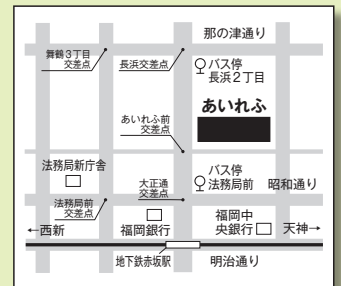 那の津通り
舞鶴3丁目
交差点
長浜交差点
バス停
長浜2丁目
あいれふ
あいれふ前
交差点
法務局新庁舎
バス停
法務局前
昭和通り
大正通
交差点
法務局前
交差点
福岡中
央銀行
←西新
福岡銀行
天神→
地下鉄赤坂駅
明治通り